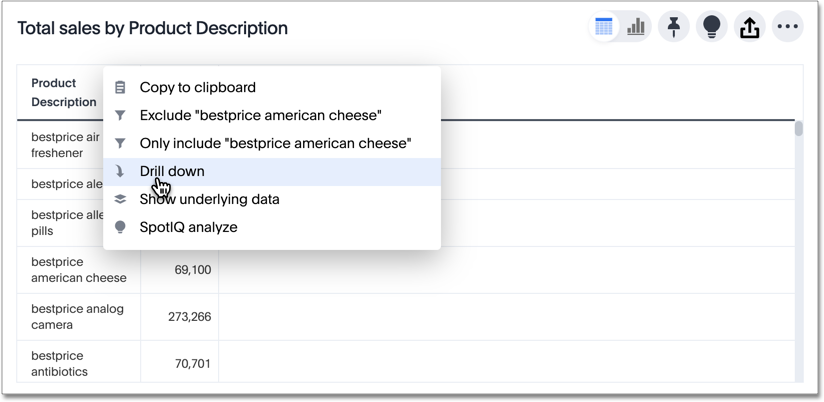 Total sales by Product Description
Product
Description
Copy to clipboard
Exclude "bestprice american cheese"
Only include "bestprice american cheese"
Drill down
Show underlying data
SpotIQ analyze
bestprice air
freshener
bestprice ale
bestprice alle
pills
bestprice
american cheese
69,100
bestprice analog
camera
273,266
bestprice
antibiotics
70,701